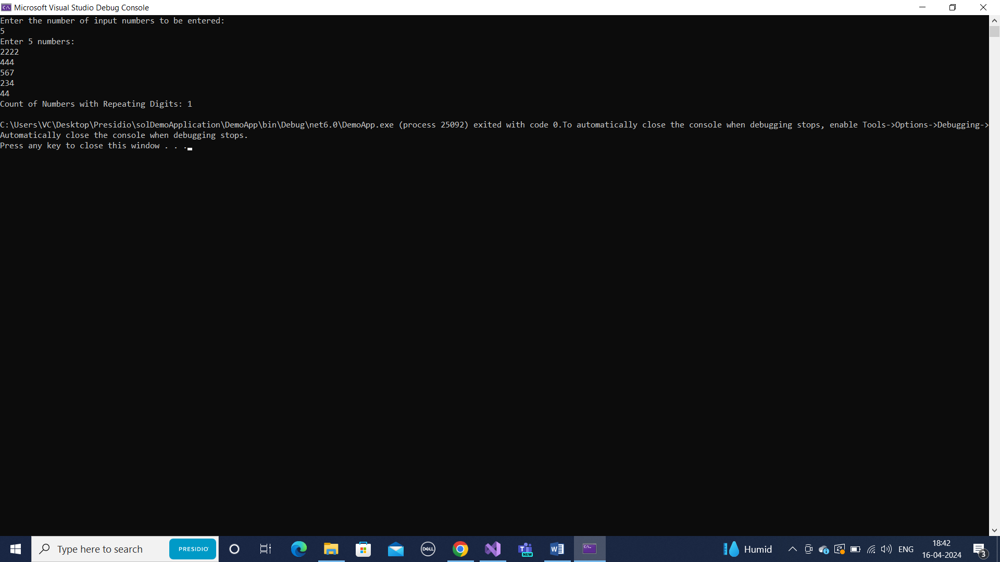 Microsoft Visual Studio Debug Console
Enter the number of input numbers to be entered:
5
Enter 5 numbers:
2222
444
567
234
44
Count of Numbers with Repeating Digits: 1
C:\Users\VC\Desktop\Presidio\solDemoApplication\DemoApp\bin\Debug\net6.0\DemoApp.exe (process 25092) exited with code 0.To automatically close the console when debugging stops, enable Tools->Options->Debugging->
Automatically close the console when debugging stops.
Press any key to close this window . . .
Type here to search
PRESIDIO
DELL
T
NEW
W
Humid
ENG
18:42
16-04-2024
3